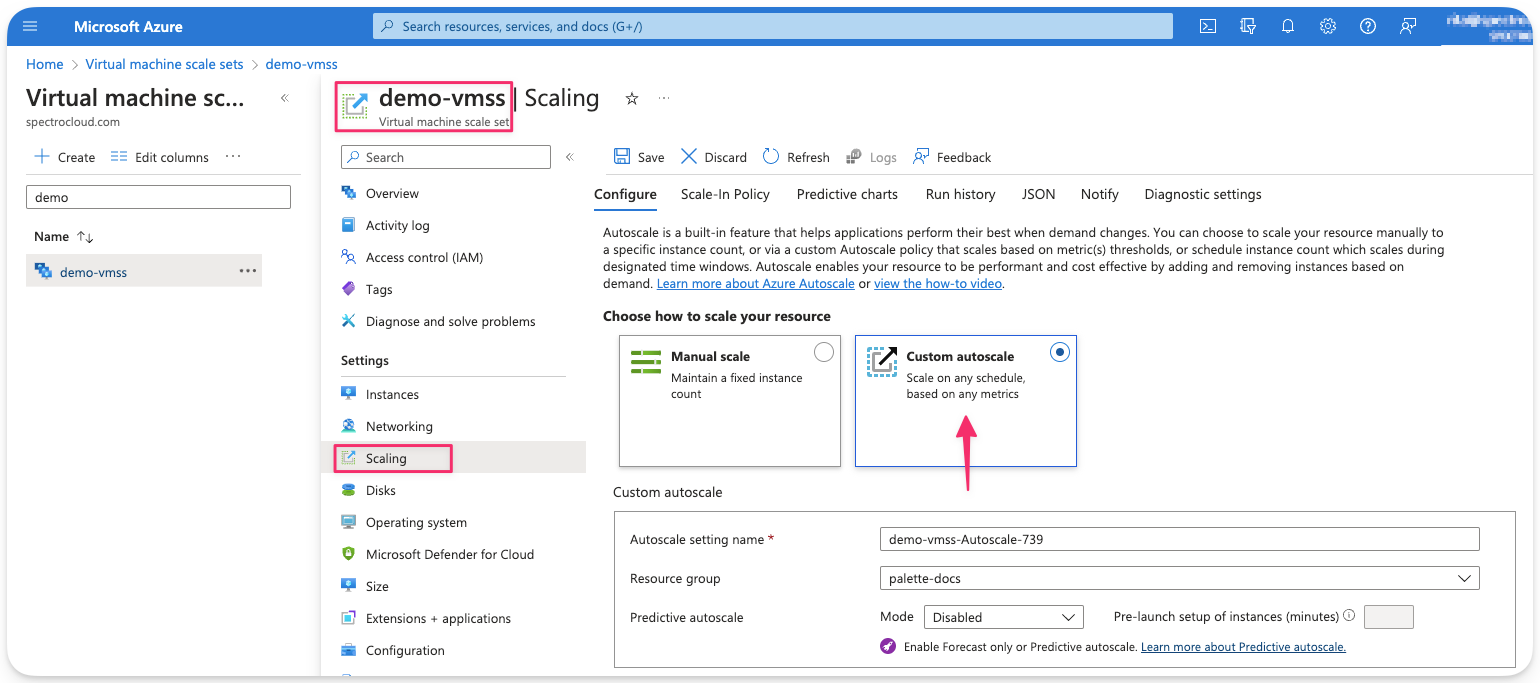 Microsoft Azure
Search resources, services, and docs (G+/)
Home > Virtual machine scale sets > demo-vmss
Virtual machine sc... «
spectrocloud.com
Create Edit columns ...
demo
Name ↑↓
demo-vmss ...
demo-vmss | Scaling ☆ ...
Virtual machine scale set
Search «
Overview
Activity log
Access control (IAM)
Tags
Diagnose and solve problems
Settings
Instances
Networking
Scaling
Disks
Operating system
Microsoft Defender for Cloud
Size
Extensions + applications
Configuration
Save Discard Refresh Logs Feedback
Configure Scale-In Policy Predictive charts Run history JSON Notify Diagnostic settings
Autoscale is a built-in feature that helps applications perform their best when demand changes. You can choose to scale your resource manually to
a specific instance count, or via a custom Autoscale policy that scales based on metric(s) thresholds, or schedule instance count which scales during
designated time windows. Autoscale enables your resource to be performant and cost effective by adding and removing instances based on
demand. Learn more about Azure Autoscale or view the how-to video.
Choose how to scale your resource
Manual scale
Maintain a fixed instance
count
Custom autoscale
Scale on any schedule,
based on any metrics
Custom autoscale
Autoscale setting name * demo-vmss-Autoscale-739
Resource group palette-docs
Predictive autoscale Mode Disabled Pre-launch setup of instances (minutes)
Enable Forecast only or Predictive autoscale. Learn more about Predictive autoscale.